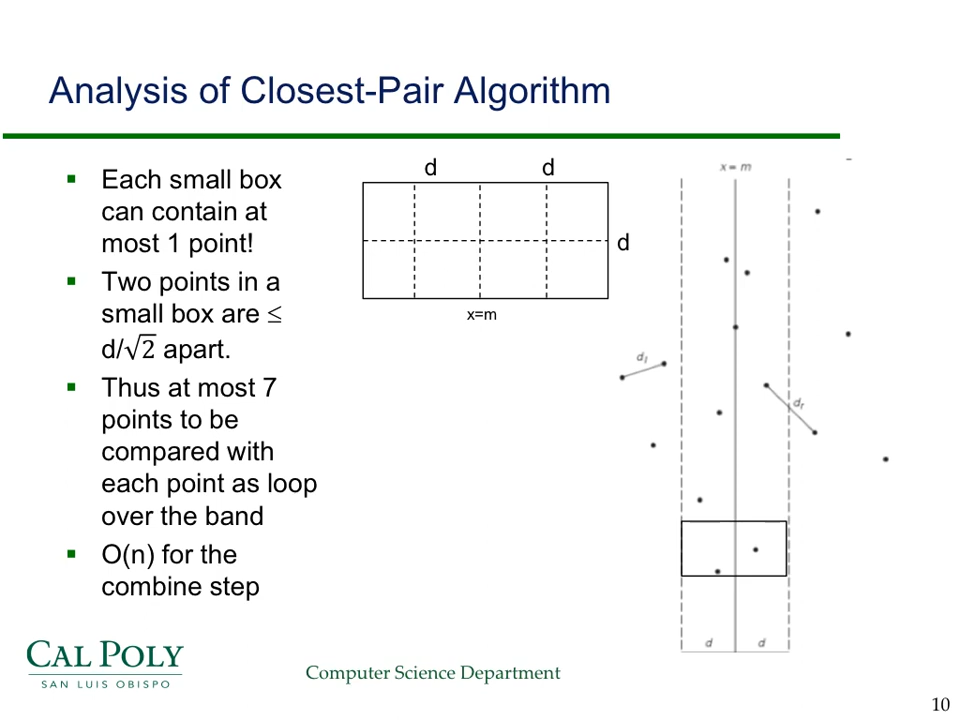 Analysis of Closest-Pair Algorithm
▪ Each small box
can contain at
most 1 point!
▪ Two points in a
small box are ≤
d/√2 apart.
▪ Thus at most 7
points to be
compared with
each point as loop
over the band
▪ O(n) for the
combine step
d d
d
x=m
x = m
d_l
d_r
d d
CAL POLY
SAN LUIS OBISPO
Computer Science Department
10